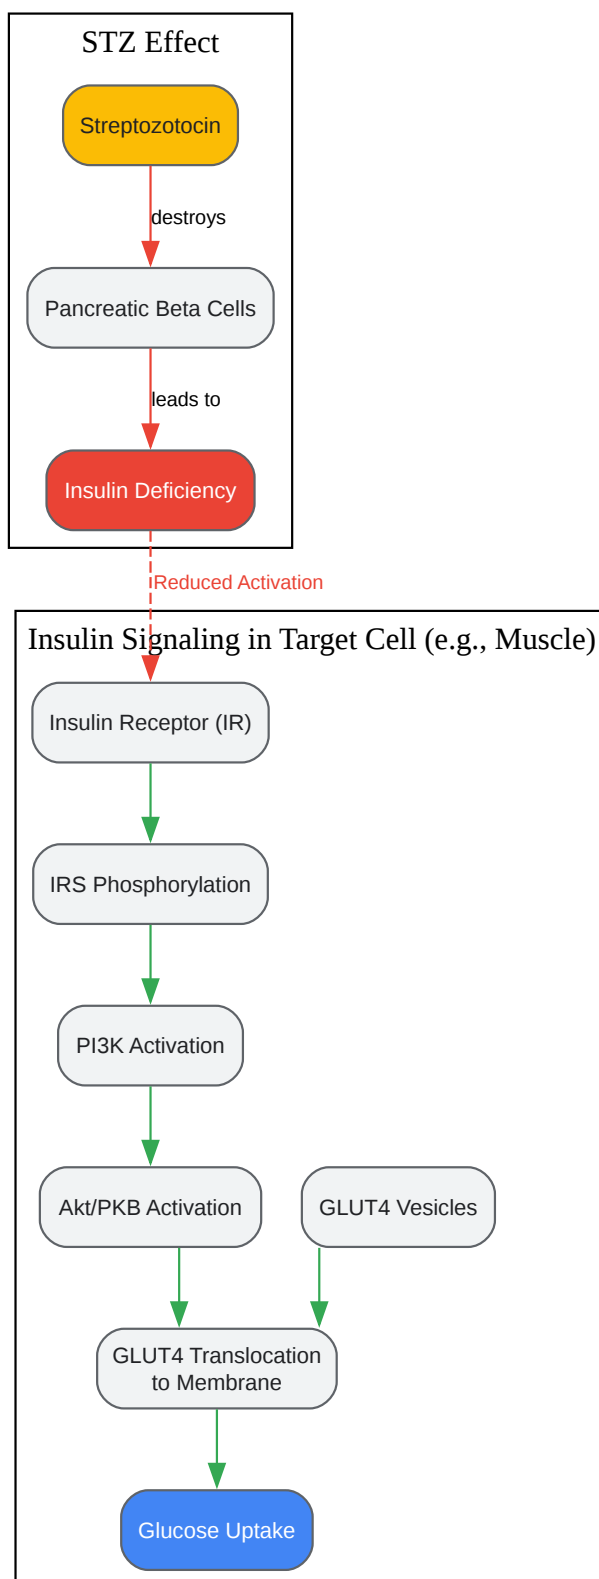 STZ Effect
Streptozotocin
destroys
Pancreatic Beta Cells
leads to
Insulin Deficiency
Reduced Activation
Insulin Signaling in Target Cell (e.g., Muscle)
Insulin Receptor (IR)
IRS Phosphorylation
PI3K Activation
Akt/PKB Activation
GLUT4 Vesicles
GLUT4 Translocation
to Membrane
Glucose Uptake